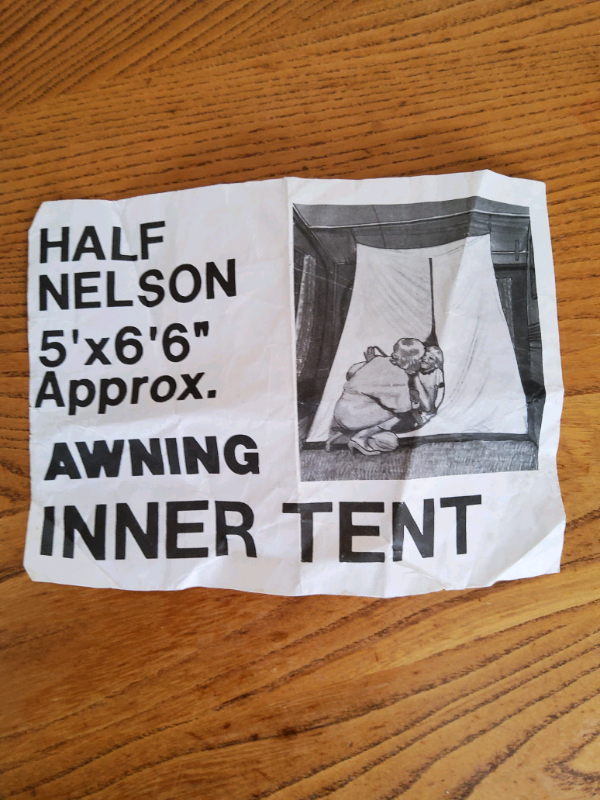 HALF
NELSON
5'x6'6"
Approx.
AWNING
INNER TENT